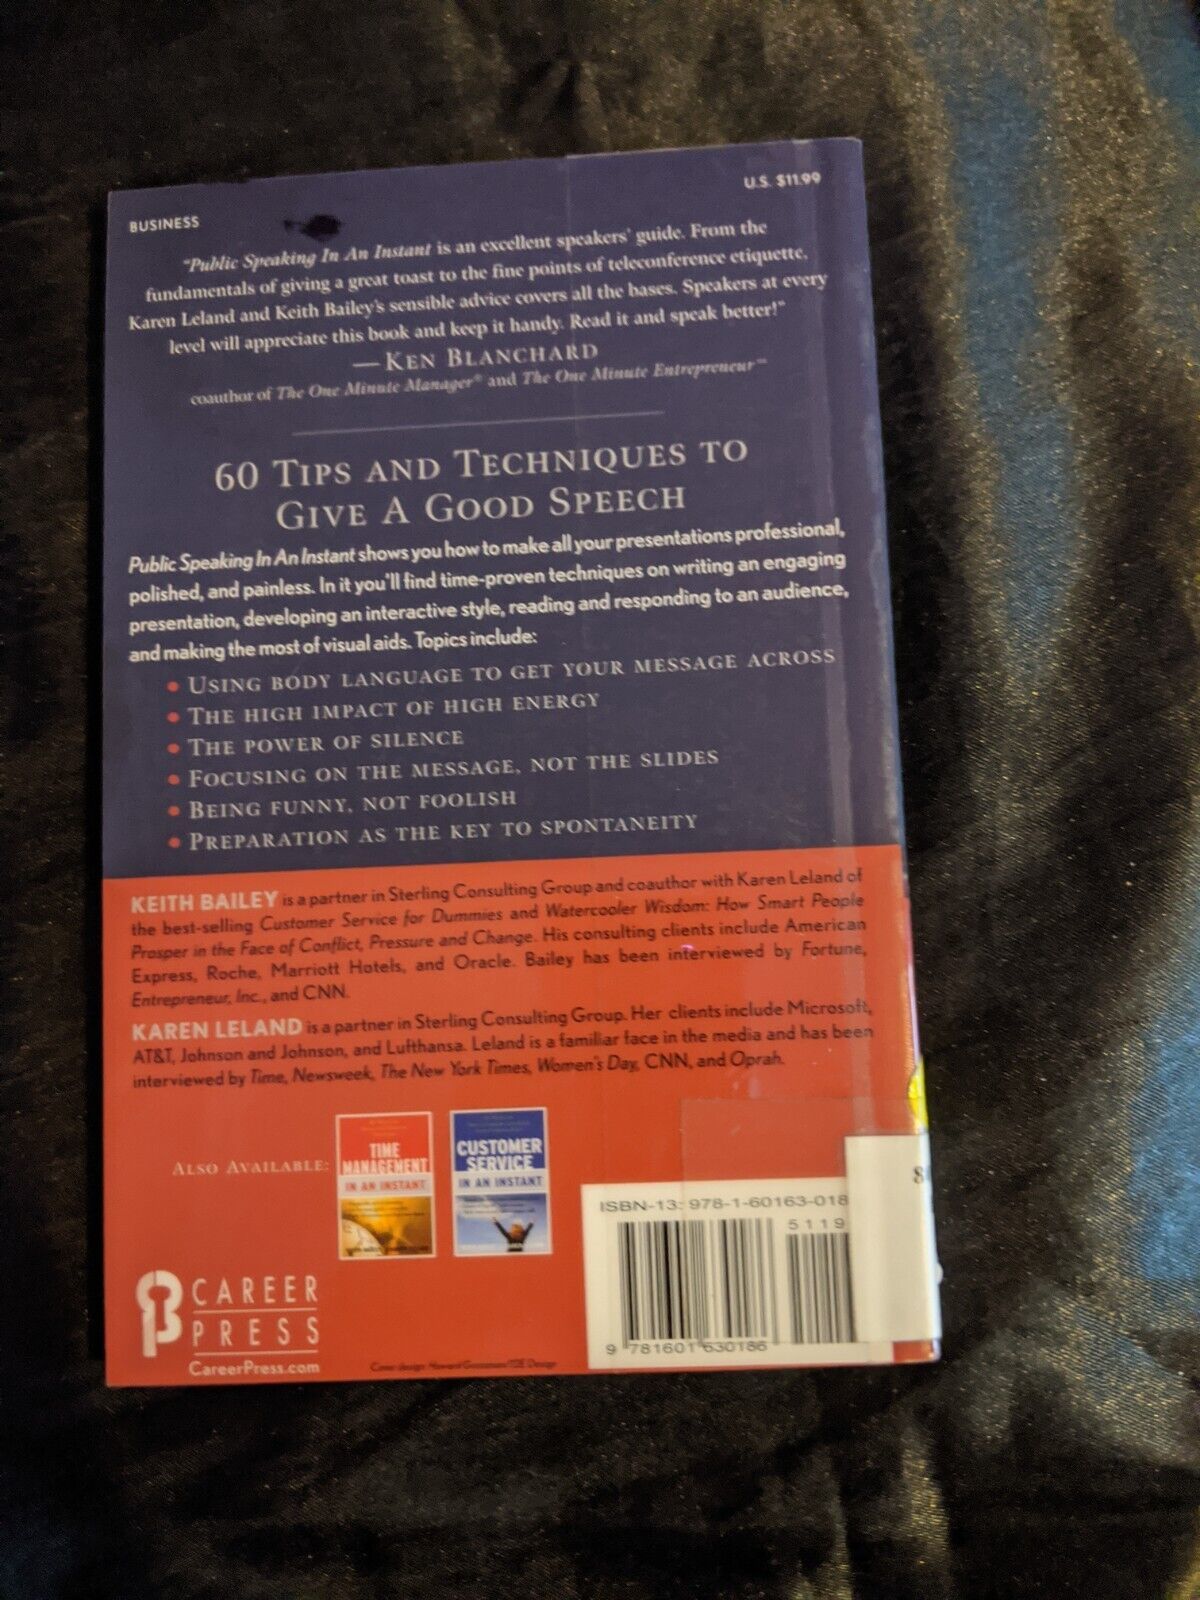 BUSINESS
U.S. $11.99
"Public Speaking In An Instant is an excellent speakers' guide. From the
fundamentals of giving a great toast to the fine points of teleconference etiquette,
Karen Leland and Keith Bailey's sensible advice covers all the bases. Speakers at every
level will appreciate this book and keep it handy. Read it and speak better!"
— KEN BLANCHARD
coauthor of The One Minute Manager® and The One Minute Entrepreneur™
60 TIPS AND TECHNIQUES TO
GIVE A GOOD SPEECH
Public Speaking In An Instant shows you how to make all your presentations professional,
polished, and painless. In it you'll find time-proven techniques on writing an engaging
presentation, developing an interactive style, reading and responding to an audience,
and making the most of visual aids. Topics include:
• USING BODY LANGUAGE TO GET YOUR MESSAGE ACROSS
• THE HIGH IMPACT OF HIGH ENERGY
• THE POWER OF SILENCE
• FOCUSING ON THE MESSAGE, NOT THE SLIDES
• BEING FUNNY, NOT FOOLISH
• PREPARATION AS THE KEY TO SPONTANEITY
KEITH BAILEY is a partner in Sterling Consulting Group and coauthor with Karen Leland of
the best-selling Customer Service for Dummies and Watercooler Wisdom: How Smart People
Prosper in the Face of Conflict, Pressure and Change. His consulting clients include American
Express, Roche, Marriott Hotels, and Oracle. Bailey has been interviewed by Fortune,
Entrepreneur, Inc., and CNN.
KAREN LELAND is a partner in Sterling Consulting Group. Her clients include Microsoft,
AT&T, Johnson and Johnson, and Lufthansa. Leland is a familiar face in the media and has been
interviewed by Time, Newsweek, The New York Times, Women's Day, CNN, and Oprah.
ALSO AVAILABLE:
TIME
MANAGEMENT
IN AN INSTANT
CUSTOMER
SERVICE
IN AN INSTANT
ISBN-13: 978-1-60163-018
5119
9 781601 630186
CAREER
PRESS
CareerPress.com
Cover design: Howard Grossman/12E Design